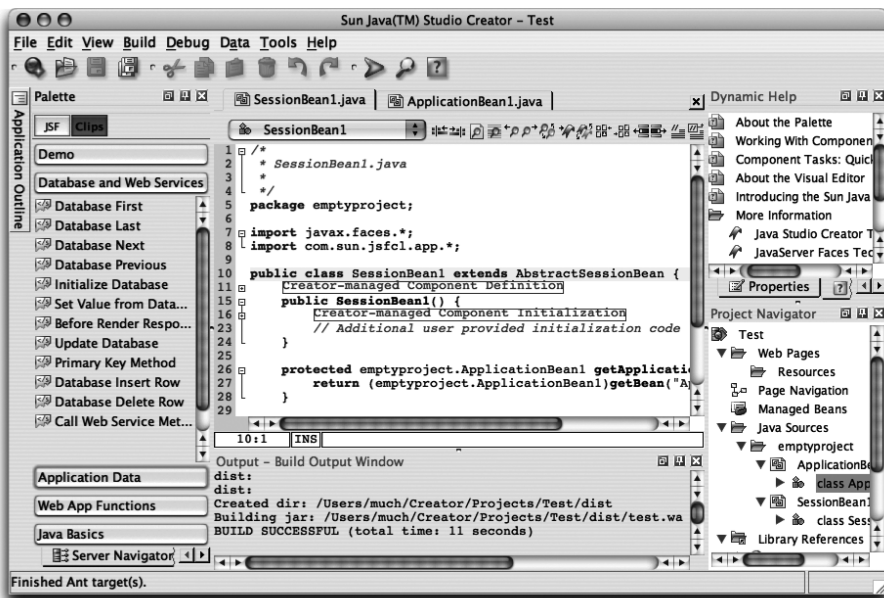 Sun Java(TM) Studio Creator – Test
File Edit View Build Debug Data Tools Help
Application Outline
Palette
JSF Clips
Demo
Database and Web Services
Database First
Database Last
Database Next
Database Previous
Initialize Database
Set Value from Data...
Before Render Respo...
Update Database
Primary Key Method
Database Insert Row
Database Delete Row
Call Web Service Met...
Application Data
Web App Functions
Java Basics
Server Navigator
SessionBean1.java
ApplicationBean1.java
SessionBean1
1 /*
2 * SessionBean1.java
3 *
4 */
5 package emptyproject;
6
7 import javax.faces.*;
8 import com.sun.jsfcl.app.*;
9
10 public class SessionBean1 extends AbstractSessionBean {
11 Creator-managed Component Definition
15 public SessionBean1() {
16 Creator-managed Component Initialization
23 // Additional user provided initialization code
24 }
25
26 protected emptyproject.ApplicationBean1 getApplicati
27 return (emptyproject.ApplicationBean1)getBean("Ap
28 }
29
10:1 INS
Output – Build Output Window
dist:
dist:
Created dir: /Users/much/Creator/Projects/Test/dist
Building jar: /Users/much/Creator/Projects/Test/dist/test.wa
BUILD SUCCESSFUL (total time: 11 seconds)
Dynamic Help
About the Palette
Working With Componen
Component Tasks: Quick
About the Visual Editor
Introducing the Sun Java
More Information
Java Studio Creator T
JavaServer Faces Tec
Properties
Project Navigator
Test
Web Pages
Resources
Page Navigation
Managed Beans
Java Sources
emptyproject
ApplicationBe
class App
SessionBean1
class Sess
Library References
Finished Ant target(s).